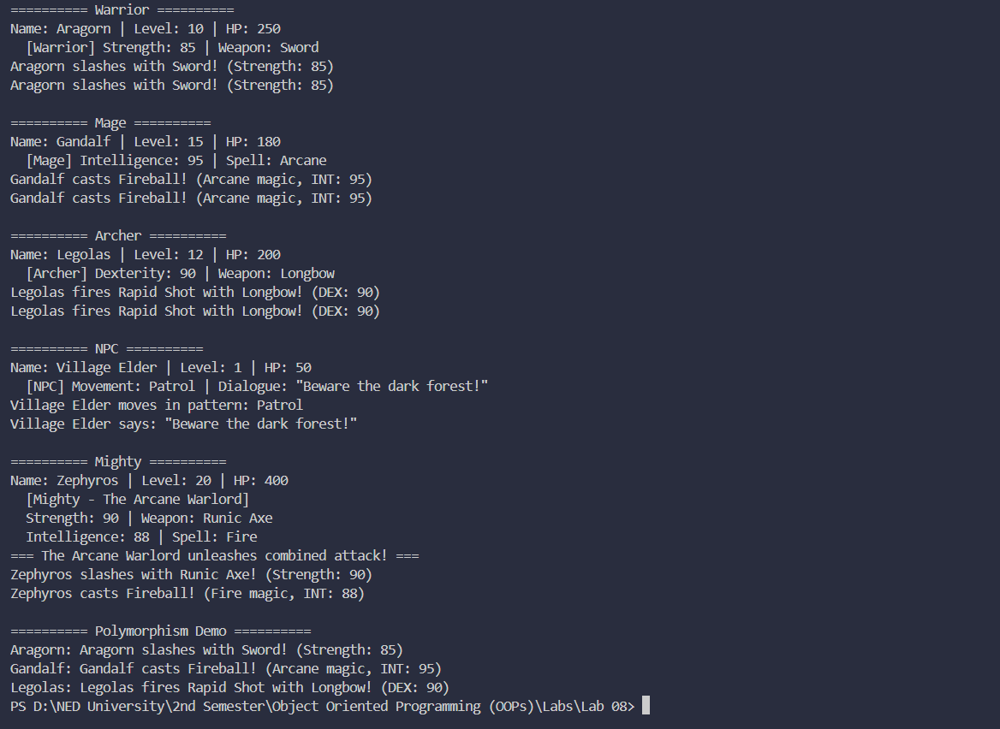 ========== Warrior ==========
Name: Aragorn | Level: 10 | HP: 250
  [Warrior] Strength: 85 | Weapon: Sword
Aragorn slashes with Sword! (Strength: 85)
Aragorn slashes with Sword! (Strength: 85)

========== Mage ==========
Name: Gandalf | Level: 15 | HP: 180
  [Mage] Intelligence: 95 | Spell: Arcane
Gandalf casts Fireball! (Arcane magic, INT: 95)
Gandalf casts Fireball! (Arcane magic, INT: 95)

========== Archer ==========
Name: Legolas | Level: 12 | HP: 200
  [Archer] Dexterity: 90 | Weapon: Longbow
Legolas fires Rapid Shot with Longbow! (DEX: 90)
Legolas fires Rapid Shot with Longbow! (DEX: 90)

========== NPC ==========
Name: Village Elder | Level: 1 | HP: 50
  [NPC] Movement: Patrol | Dialogue: "Beware the dark forest!"
Village Elder moves in pattern: Patrol
Village Elder says: "Beware the dark forest!"

========== Mighty ==========
Name: Zephyros | Level: 20 | HP: 400
  [Mighty - The Arcane Warlord]
  Strength: 90 | Weapon: Runic Axe
  Intelligence: 88 | Spell: Fire
=== The Arcane Warlord unleashes combined attack! ===
Zephyros slashes with Runic Axe! (Strength: 90)
Zephyros casts Fireball! (Fire magic, INT: 88)

========== Polymorphism Demo ==========
Aragorn: Aragorn slashes with Sword! (Strength: 85)
Gandalf: Gandalf casts Fireball! (Arcane magic, INT: 95)
Legolas: Legolas fires Rapid Shot with Longbow! (DEX: 90)
PS D:\NED University\2nd Semester\Object Oriented Programming (OOPs)\Labs\Lab 08>